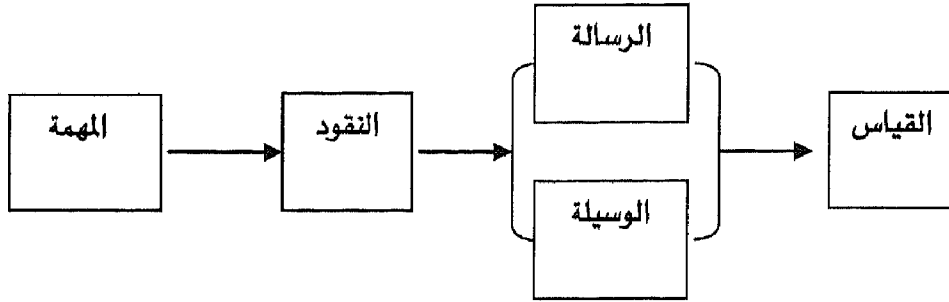 المهمة
النقود
الرسالة
الوسيلة
القياس